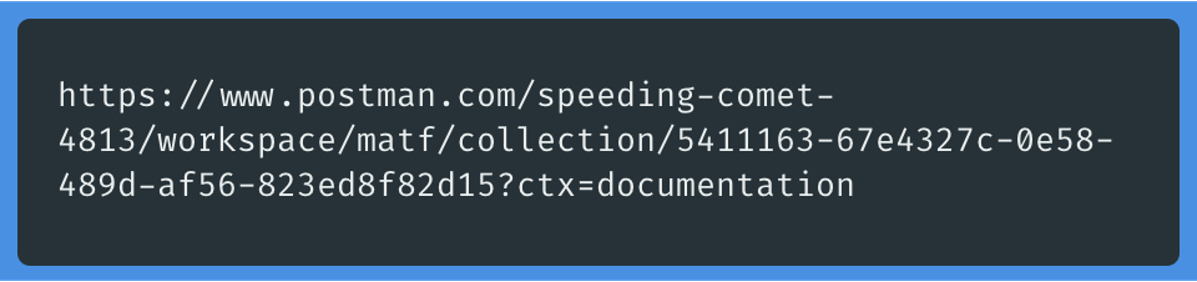 https://www.postman.com/speeding-comet-
4813/workspace/matf/collection/5411163-67e4327c-0e58-
489d-af56-823ed8f82d15?ctx=documentation